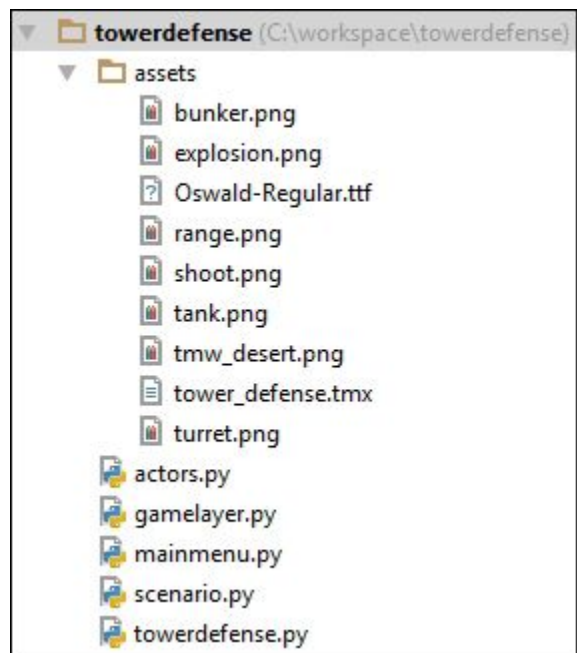 towerdefense (C:\workspace\towerdefense)
assets
bunker.png
explosion.png
Oswald-Regular.ttf
range.png
shoot.png
tank.png
tmw_desert.png
tower_defense.tmx
turret.png
actors.py
gamelayer.py
mainmenu.py
scenario.py
towerdefense.py